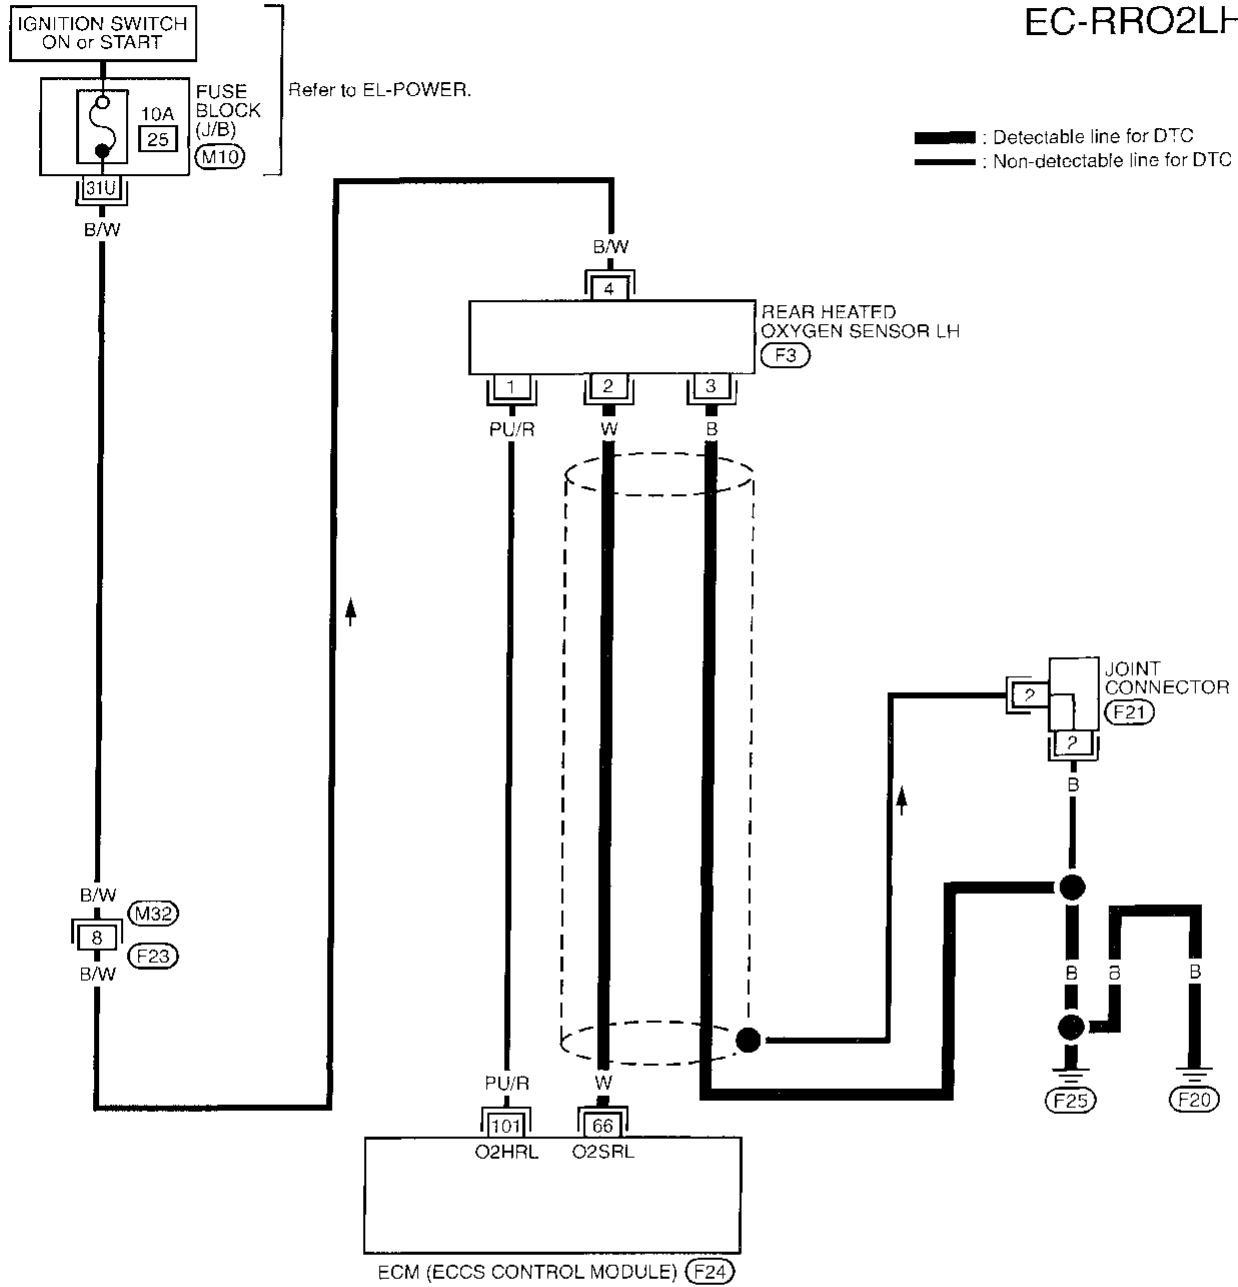 EC-RRO2LH
IGNITION SWITCH
ON or START
Refer to EL-POWER.
FUSE
BLOCK
(J/B)
M10
10A
25
31U
B/W
: Detectable line for DTC
: Non-detectable line for DTC
B/W
4
REAR HEATED
OXYGEN SENSOR LH
F3
1
2
3
PU/R
W
B
JOINT
CONNECTOR
F21
2
2
B
B/W
M32
8
F23
B/W
B
B
B
F25
F20
PU/R
W
101
66
O2HRL
O2SRL
ECM (ECCS CONTROL MODULE)
F24